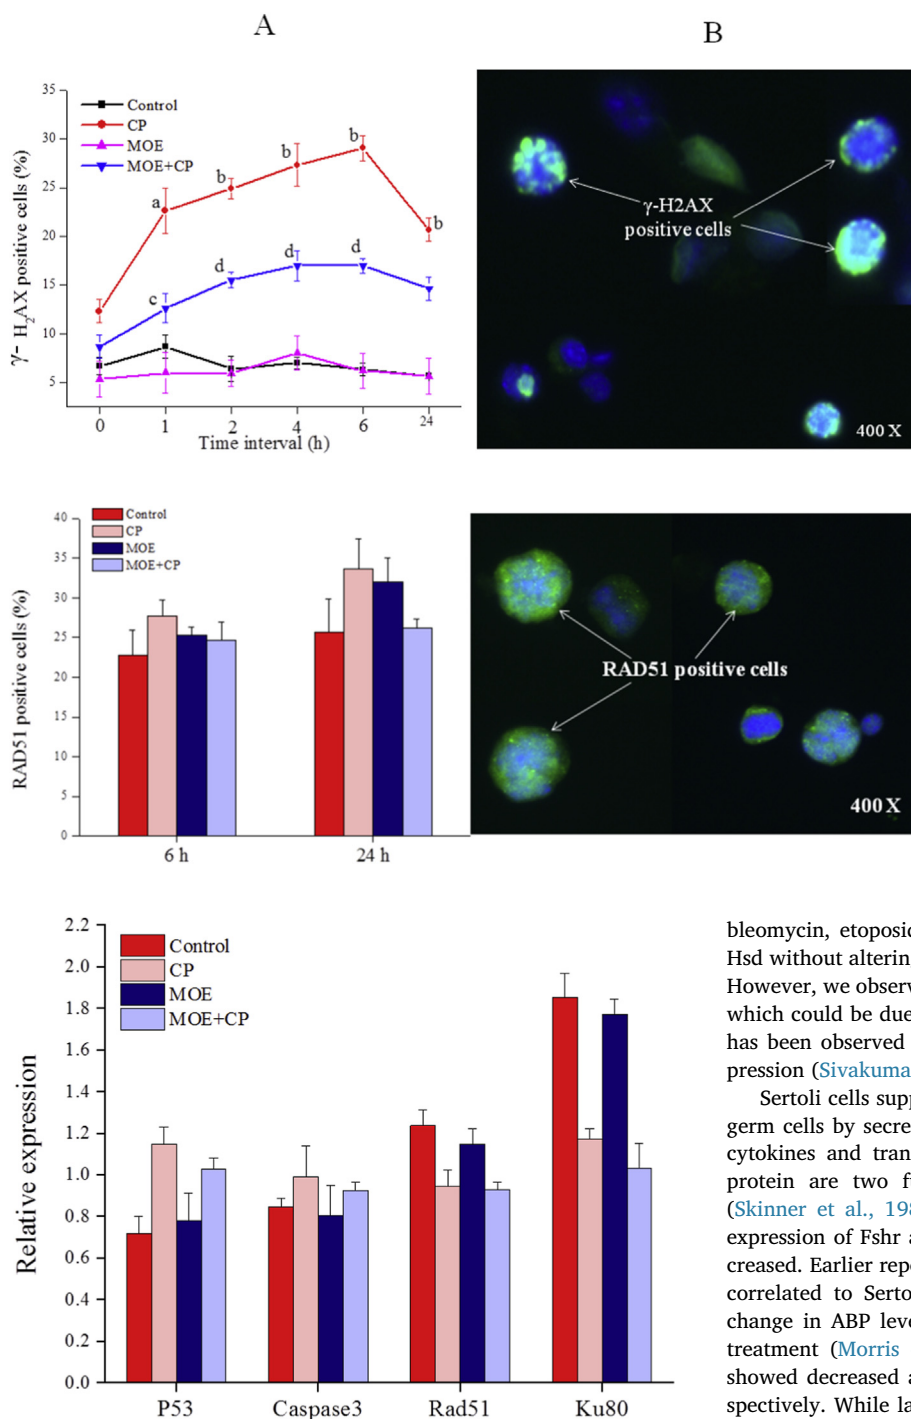 A
B
35
30
25
20
15
10
5
γ- H2AX positive cells (%)
Control
CP
MOE
MOE+CP
a
b
b
b
b
c
d
d
d
0
1
2
4
6
24
Time interval (h)
γ-H2AX
positive cells
400 X
40
35
30
25
20
15
10
5
0
RAD51 positive cells (%)
Control
CP
MOE
MOE+CP
6 h
24 h
RAD51 positive cells
400 X
2.2
2.0
1.8
1.6
1.4
1.2
1.0
0.8
0.6
0.4
0.2
0.0
Relative expression
Control
CP
MOE
MOE+CP
P53
Caspase3
Rad51
Ku80
bleomycin, etoposid
Hsd without alterin
However, we observ
which could be due
has been observed
pression (Sivakuma
Sertoli cells supp
germ cells by secre
cytokines and tran
protein are two f
(Skinner et al., 198
expression of Fshr a
creased. Earlier repo
correlated to Serto
change in ABP leve
treatment (Morris
showed decreased a
spectively. While la